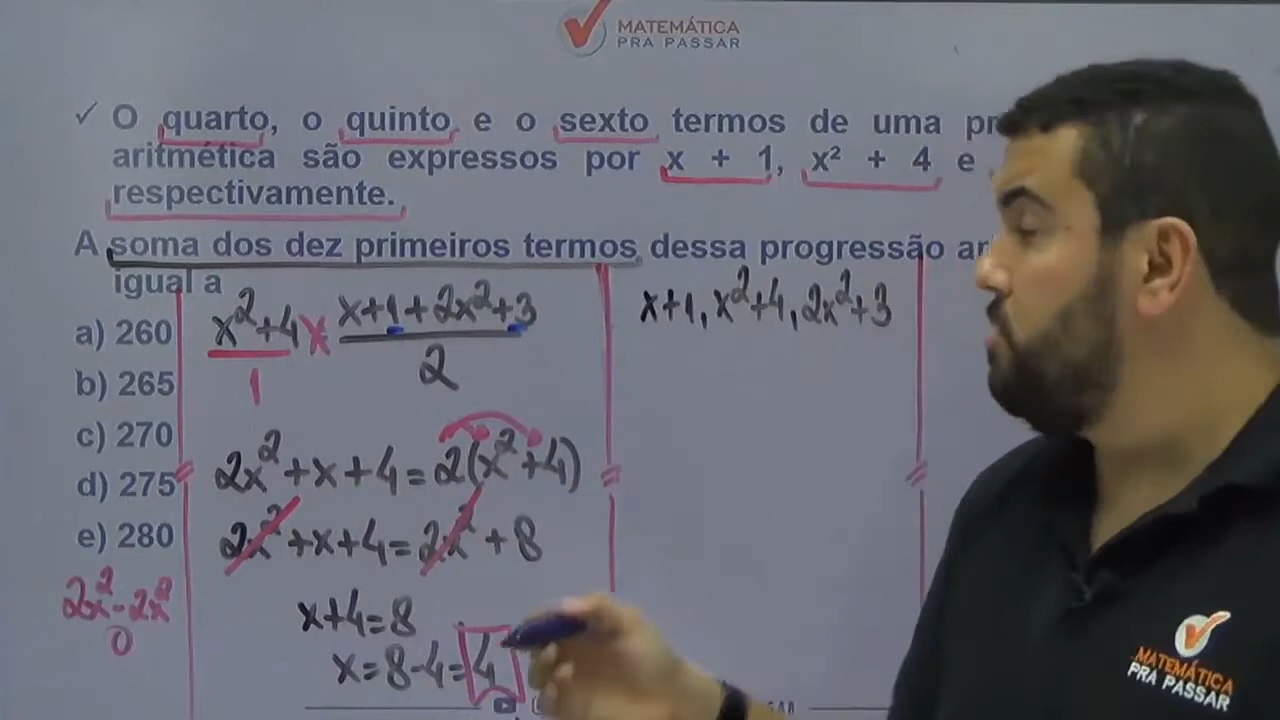 MATEMÁTICA
PRA PASSAR
✓ O quarto, o quinto e o sexto termos de uma
aritmética são expressos por x + 1, x² + 4 e
respectivamente.
A soma dos dez primeiros termos dessa progressão
igual a
a) 260
b) 265
c) 270
d) 275
e) 280
2x²-2x²
0
x²+4 x x+1+2x²+3
1 2
2x²+x+4=2(x²+4)
2x²+x+4=2x²+8
x+4=8
x=8-4=4
x+1, x²+4, 2x²+3
MATEMÁTICA
PRA PASSAR